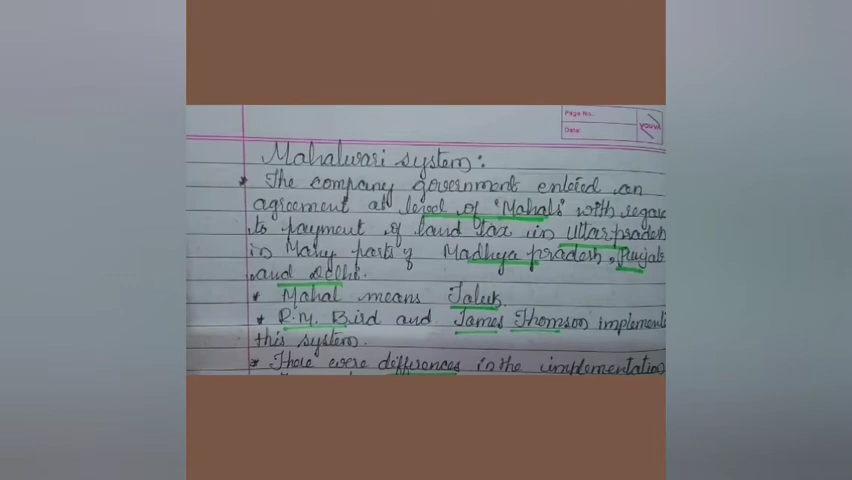 Page No.
Date:
YOUVA
Mahalwari system:
* The company government entered an
agreement at level of 'Mahals' with regard
to payment of land tax in Uttar pradesh
in Many parts of Madhya pradesh, Punjab
and Delhi.
* Mahal means Taluk.
* R.M. Bird and James Thomson implement
this system.
* There were differences in the implementation